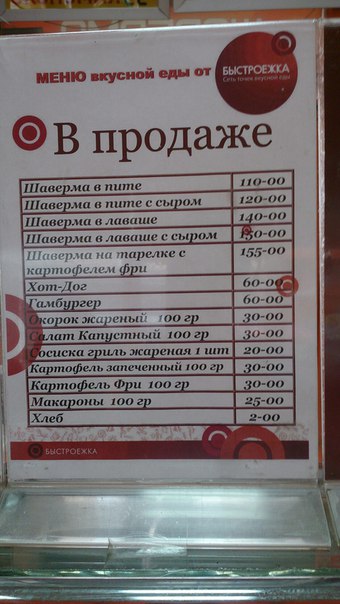 МЕНЮ вкусной еды от
БЫСТРОЕЖКА
Сеть точек вкусной еды
В продаже
Шаверма в пите 110-00
Шаверма в пите с сыром 120-00
Шаверма в лаваше 140-00
Шаверма в лаваше с сыром 150-00
Шаверма на тарелке с 155-00
картофелем фри
Хот-Дог 60-00
Гамбургер 60-00
Окорок жареный 100 гр 30-00
Салат Капустный 100 гр 30-00
Сосиска гриль жареная 1 шт 20-00
Картофель запеченный 100 гр 30-00
Картофель Фри 100 гр 30-00
Макароны 100 гр 25-00
Хлеб 2-00
БЫСТРОЕЖКА